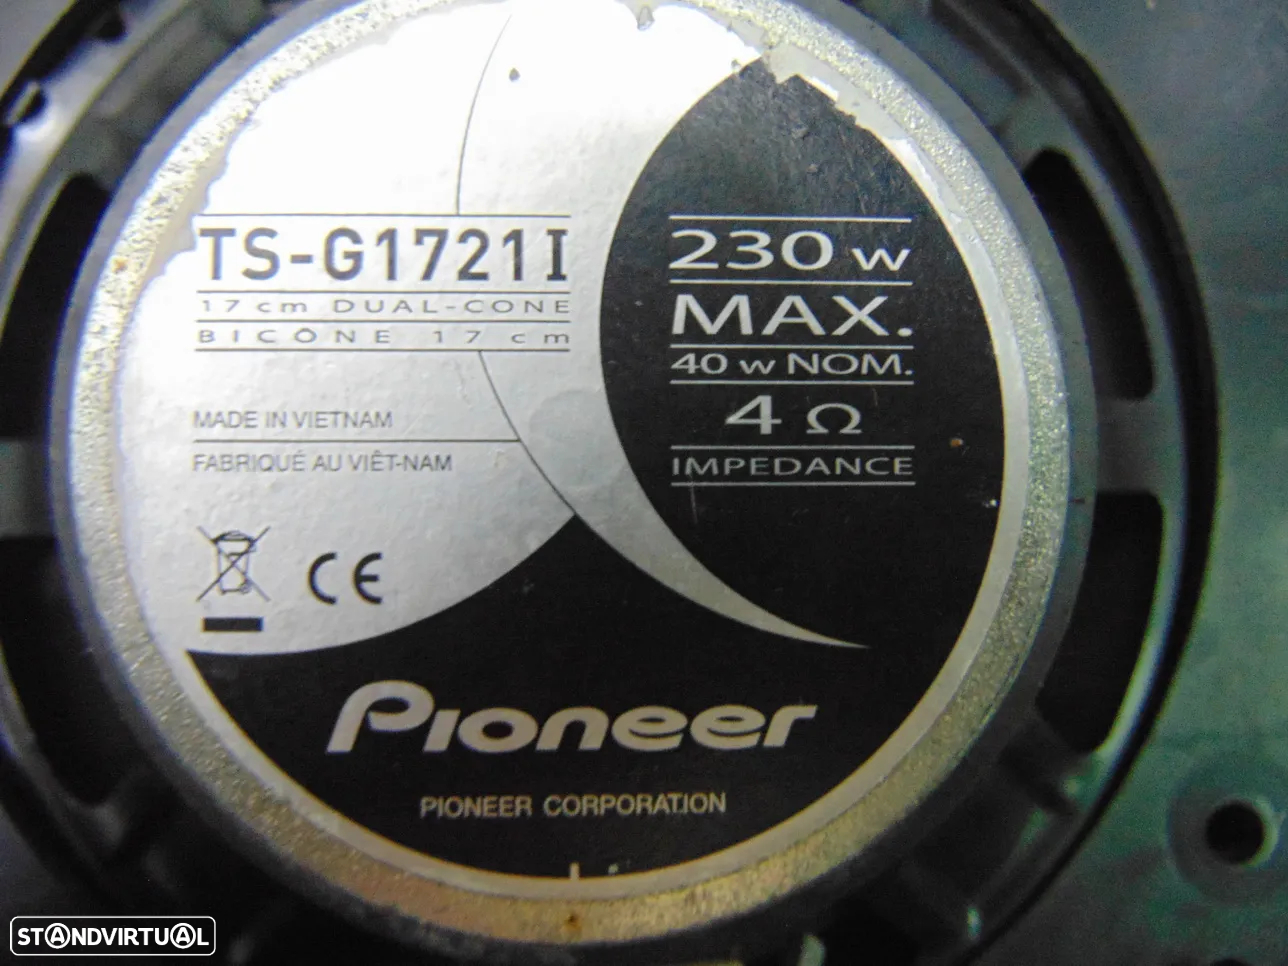 TS-G1721I
17 cm DUAL-CONE
BICÔNE 17 cm
MADE IN VIETNAM
FABRIQUÉ AU VIÊT-NAM
CE
230 W
MAX.
40 W NOM.
4 Ω
IMPEDANCE
PIONEER
PIONEER CORPORATION
STANDVIRTUAL